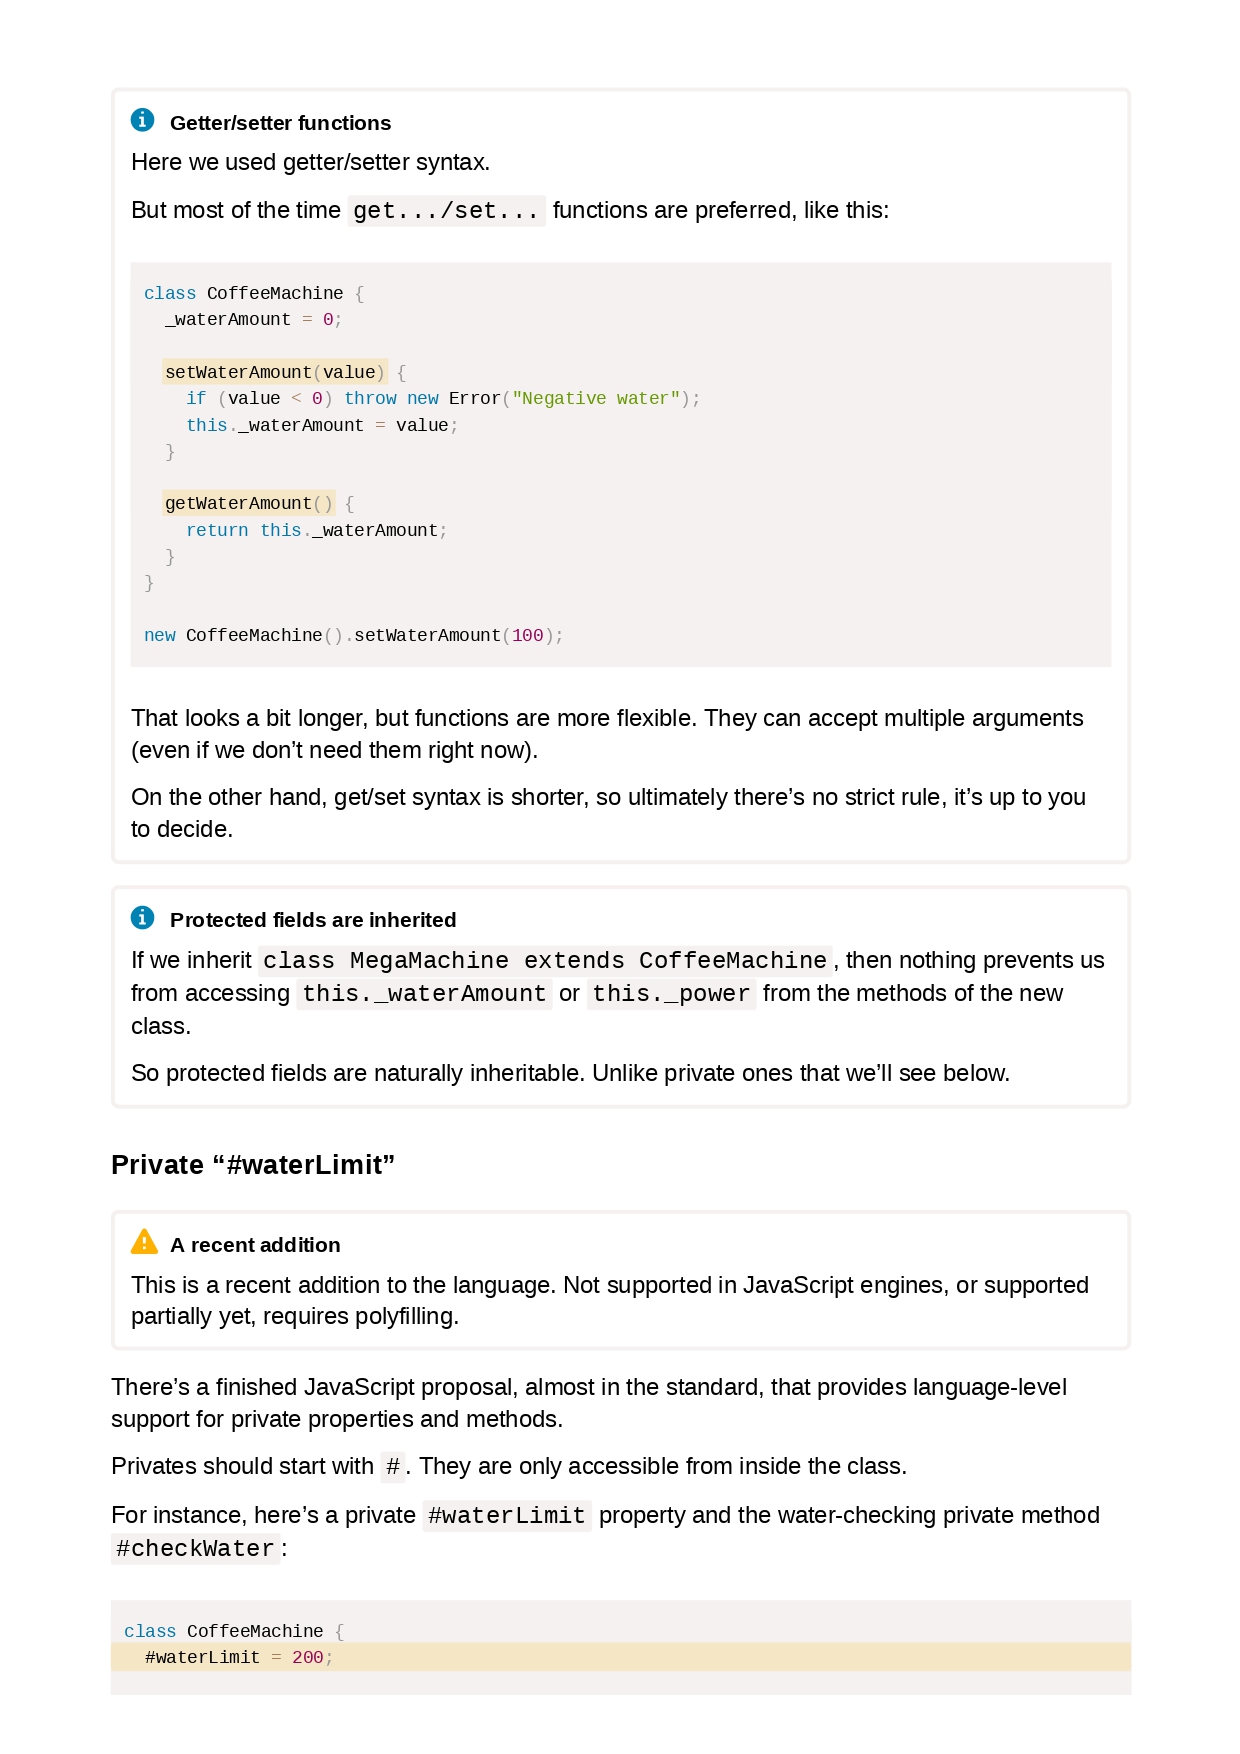 Getter/setter functions
Here we used getter/setter syntax.
But most of the time get.../set... functions are preferred, like this:
class CoffeeMachine {
  _waterAmount = 0;
  setWaterAmount(value) {
    if (value < 0) throw new Error("Negative water");
    this._waterAmount = value;
  }
  getWaterAmount() {
    return this._waterAmount;
  }
}
new CoffeeMachine().setWaterAmount(100);
That looks a bit longer, but functions are more flexible. They can accept multiple arguments
(even if we don’t need them right now).
On the other hand, get/set syntax is shorter, so ultimately there’s no strict rule, it’s up to you
to decide.
Protected fields are inherited
If we inherit class MegaMachine extends CoffeeMachine, then nothing prevents us
from accessing this._waterAmount or this._power from the methods of the new
class.
So protected fields are naturally inheritable. Unlike private ones that we’ll see below.
Private “#waterLimit”
A recent addition
This is a recent addition to the language. Not supported in JavaScript engines, or supported
partially yet, requires polyfilling.
There’s a finished JavaScript proposal, almost in the standard, that provides language-level
support for private properties and methods.
Privates should start with #. They are only accessible from inside the class.
For instance, here’s a private #waterLimit property and the water-checking private method
#checkWater:
class CoffeeMachine {
  #waterLimit = 200;